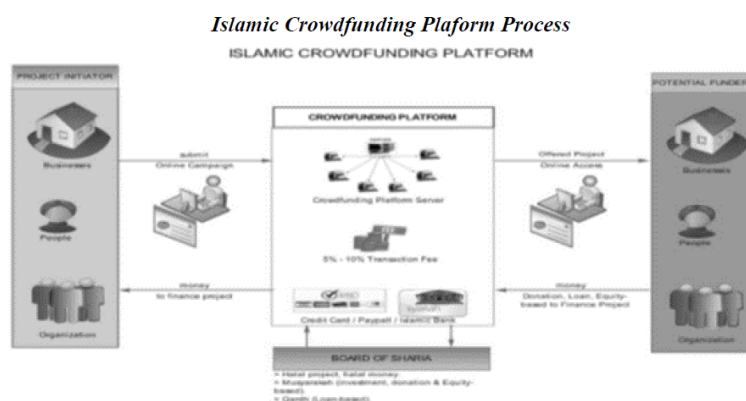 Islamic Crowdfunding Plaform Process
ISLAMIC CROWDFUNDING PLATFORM
PROJECT INITIATOR
POTENTIAL FUNDER
CROWDFUNDING PLATFORM
Businesses
submit
Online Campaign
Offered Project
Online Access
Businesses
Crowdfunding Platform Server
People
People
5% - 10% Transaction Fee
money
to finance project
money
Donation, Loan, Equity-
based to Finance Project
Credit Card / Paypall / Islamic Bank
Organization
Organization
BOARD OF SHARIA
> Halal project, halal money.
> Musyarakah (investment, donation & Equity-
based).
> Qardh (Loan-based).